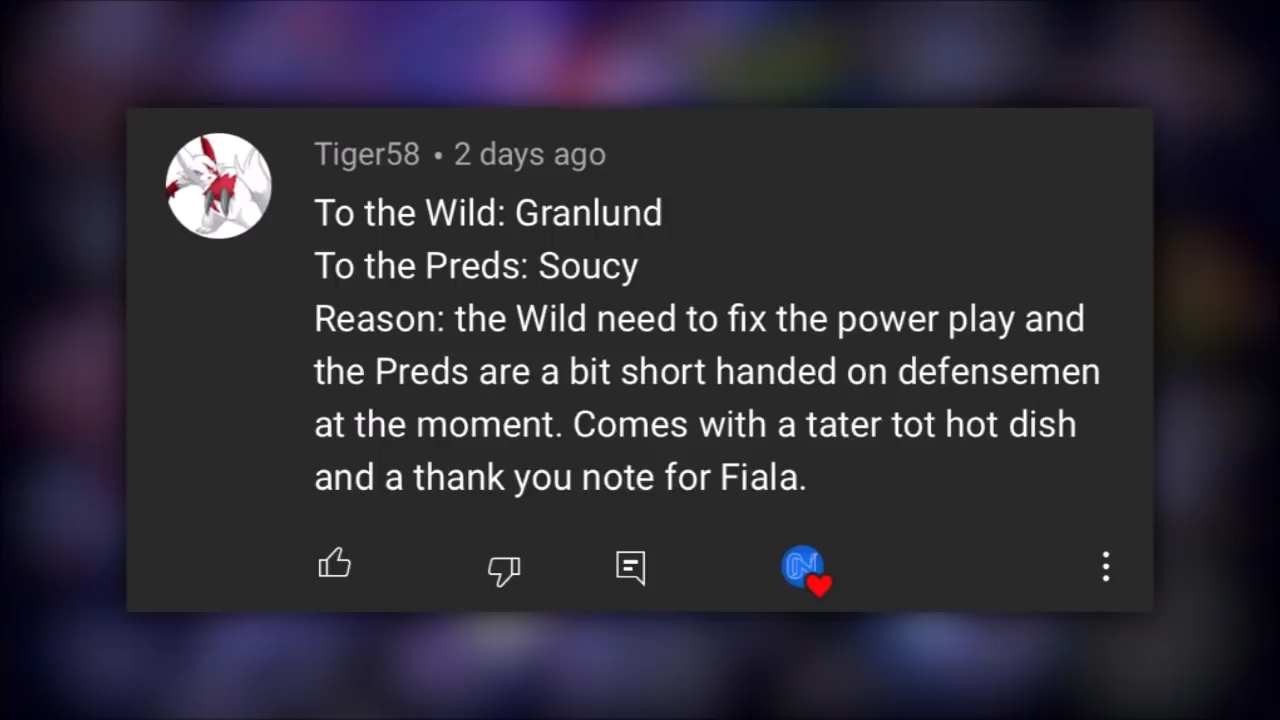 Tiger58 • 2 days ago
To the Wild: Granlund
To the Preds: Soucy
Reason: the Wild need to fix the power play and
the Preds are a bit short handed on defensemen
at the moment. Comes with a tater tot hot dish
and a thank you note for Fiala.